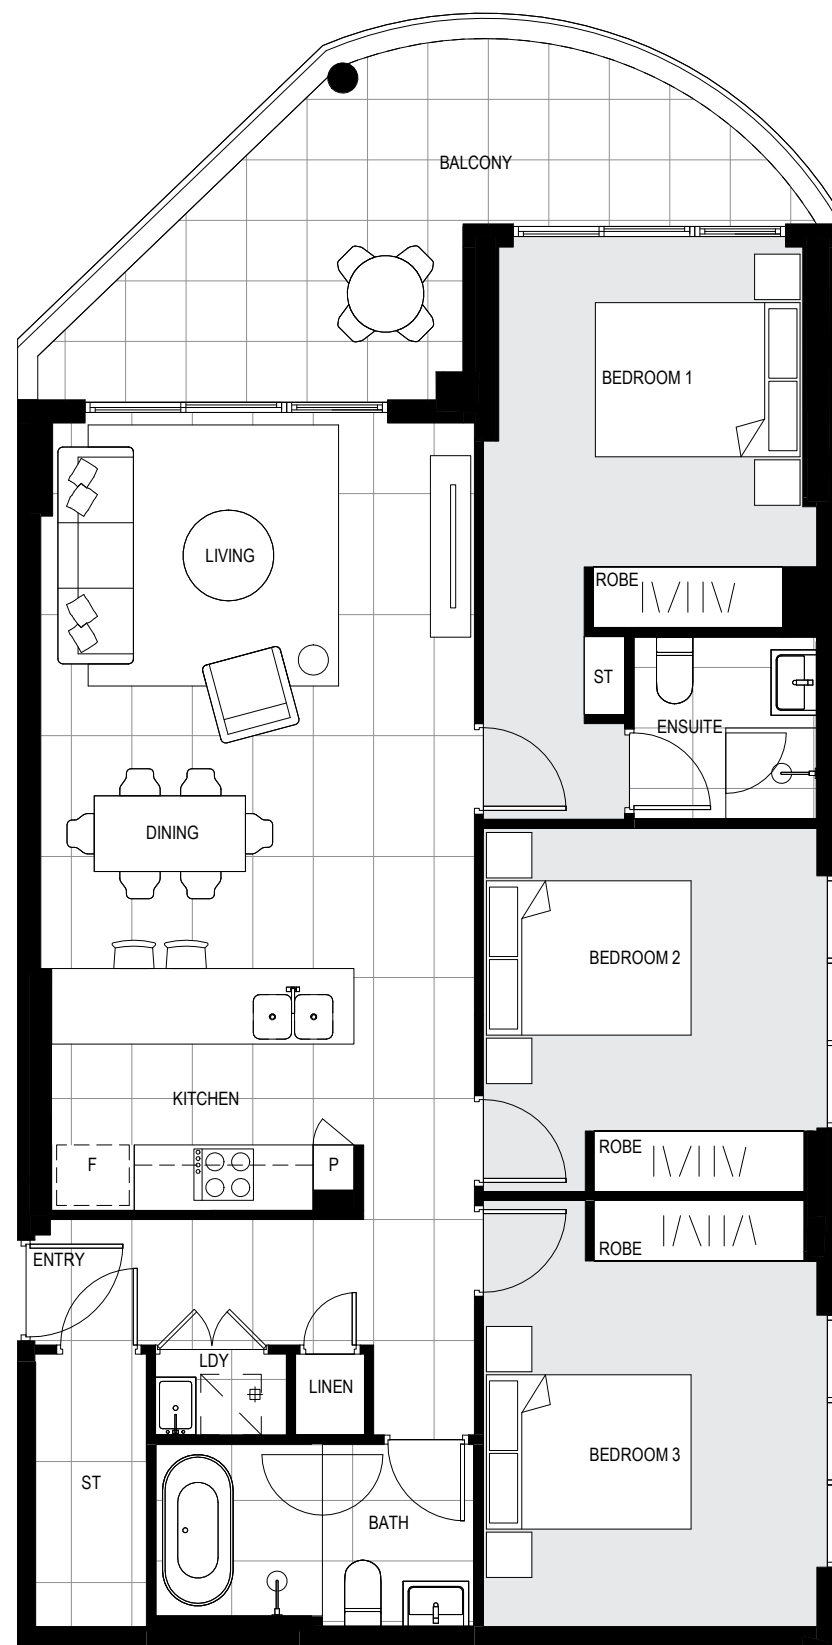 BALCONY
BEDROOM 1
LIVING
ROBE
ST
ENSUITE
DINING
BEDROOM 2
KITCHEN
F
P
ROBE
ROBE
ENTRY
LDY
LINEN
BEDROOM 3
ST
BATH